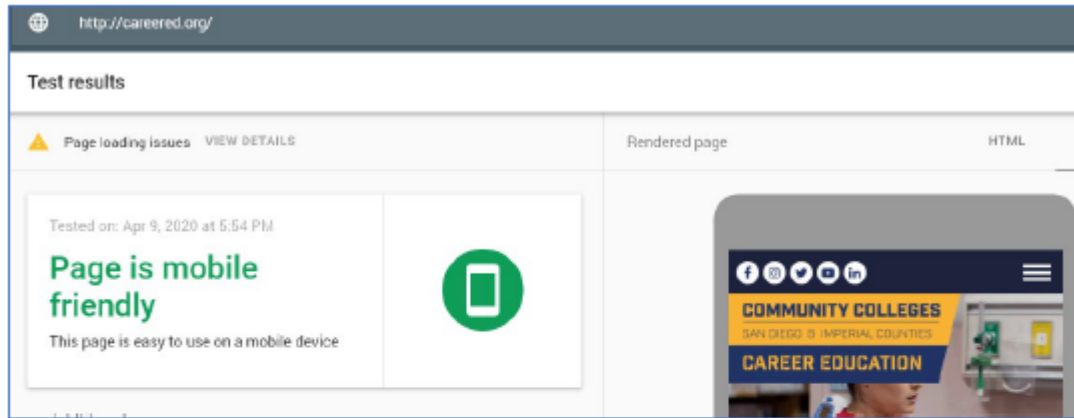 http://careered.org/
Test results
Page loading issues VIEW DETAILS
Rendered page HTML
Tested on: Apr 9, 2020 at 5:54 PM
Page is mobile
friendly
This page is easy to use on a mobile device
COMMUNITY COLLEGES
SAN DIEGO & IMPERIAL COUNTIES
CAREER EDUCATION